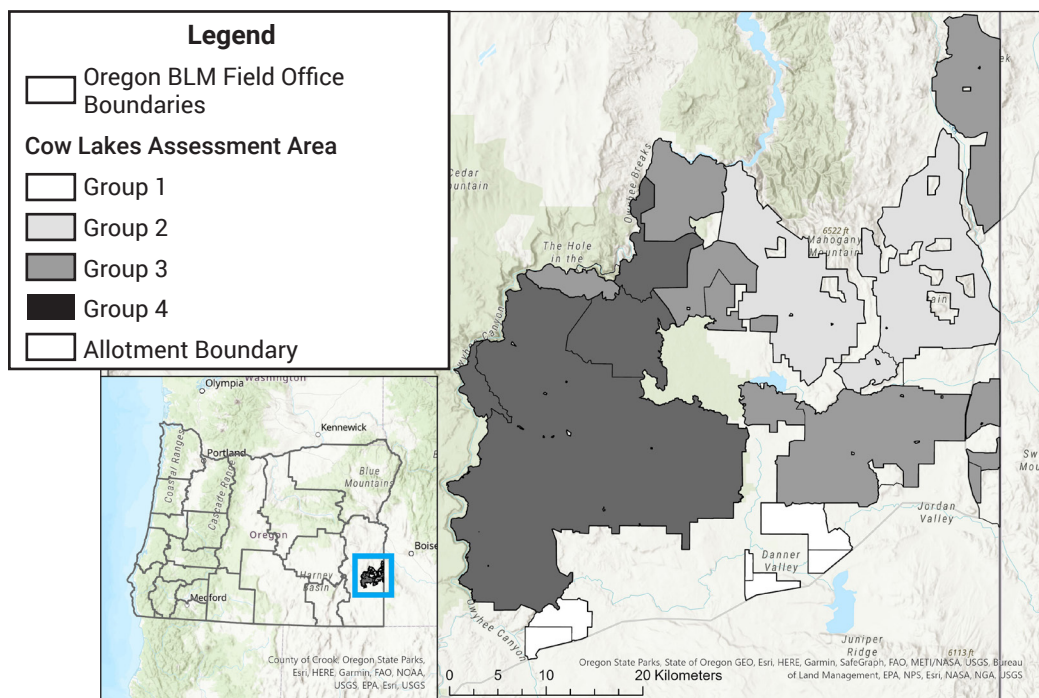 Legend
Oregon BLM Field Office
Boundaries
Cow Lakes Assessment Area
Group 1
Group 2
Group 3
Group 4
Allotment Boundary
Cedar
Owyhee Breaks
The Hole
in the
6522 ft
Mahogany
Mountain
Canyon
Jordan
Valley
Danner
Valley
Owyhee Canyon
Juniper
Ridge
6113 ft
0 5 10 20 Kilometers
Oregon State Parks, State of Oregon GEO, Esri, HERE, Garmin, SafeGraph, FAO, METI/NASA, USGS, Bureau
of Land Management, EPA, NPS, Esri, NASA, NGA, USGS
Olympia
Washington
Kennewick
Portland
Coastal Ranges
Cascade Range
Blue
Mountains
Oregon
Boise
Harney
Basin
Medford
County of Crook, Oregon State Parks,
Esri, HERE, Garmin, FAO, NOAA,
USGS, EPA, Esri, USGS